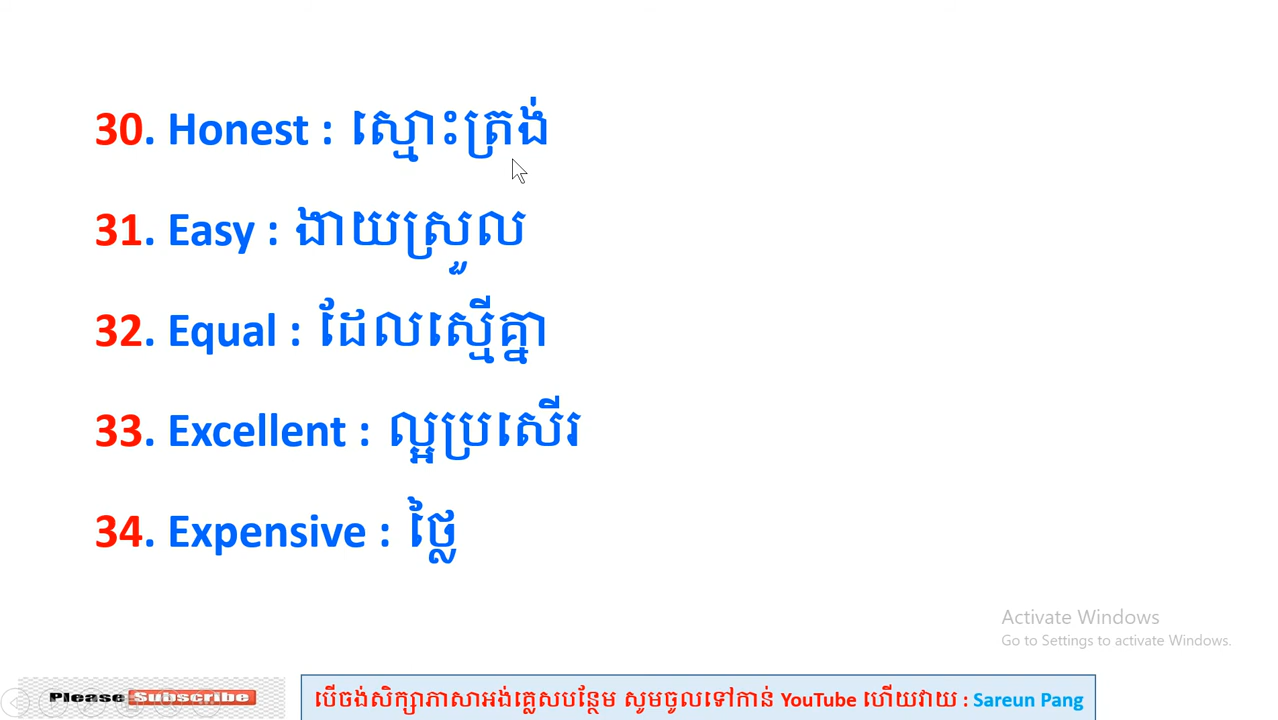 30. Honest : ស្មោះត្រង់
31. Easy : ងាយស្រួល
32. Equal : ដែលស្មើគ្នា
33. Excellent : ល្អប្រសើរ
34. Expensive : ថ្លៃ
Activate Windows
Go to Settings to activate Windows.
Please Subscribe
បើចង់សិក្សាភាសាអង់គ្លេសបន្ថែម សូមចូលទៅកាន់ YouTube ហើយវាយ : Sareun Pang